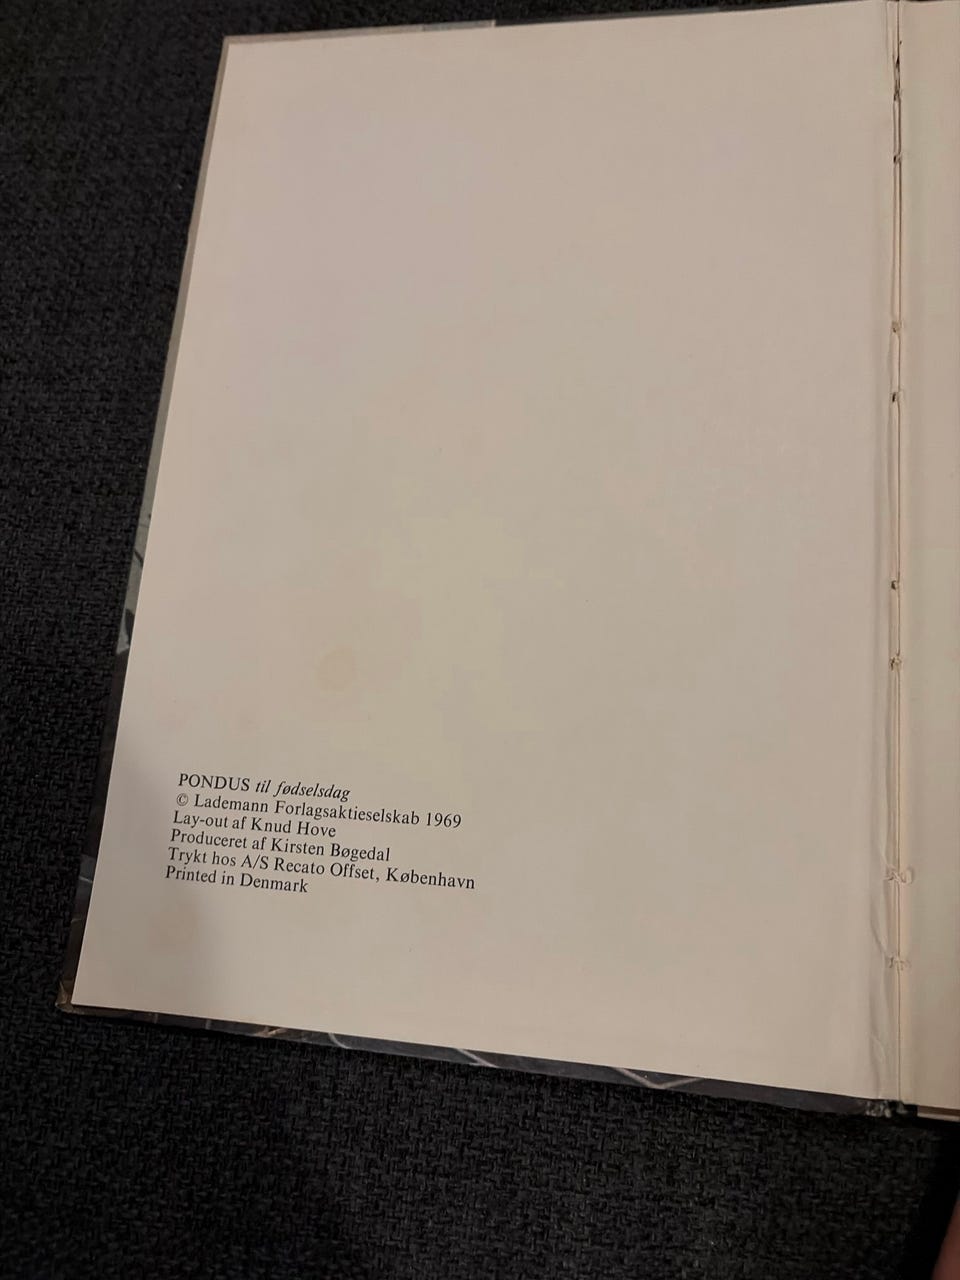 PONDUS til fødselsdag
© Lademann Forlagsaktieselskab 1969
Lay-out af Knud Hove
Produceret af Kirsten Bøgedal
Trykt hos A/S Recato Offset, København
Printed in Denmark